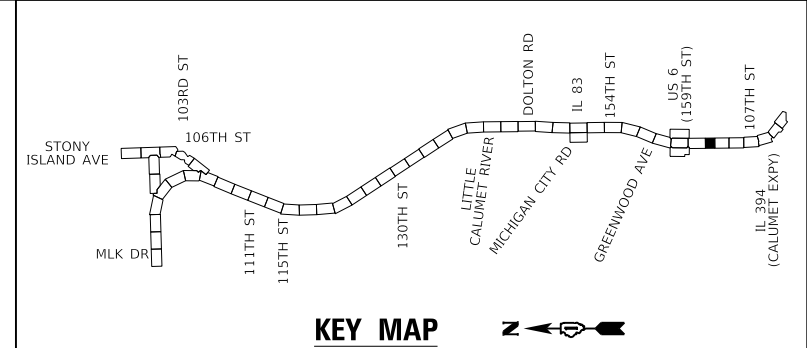 103RD ST
106TH ST
STONY
ISLAND AVE
MLK DR
111TH ST
115TH ST
130TH ST
LITTLE
CALUMET RIVER
DOLTON RD
MICHIGAN CITY RD
IL 83
154TH ST
GREENWOOD AVE
US 6
(159TH ST)
107TH ST
IL 394
(CALUMET EXPY)
KEY MAP
N